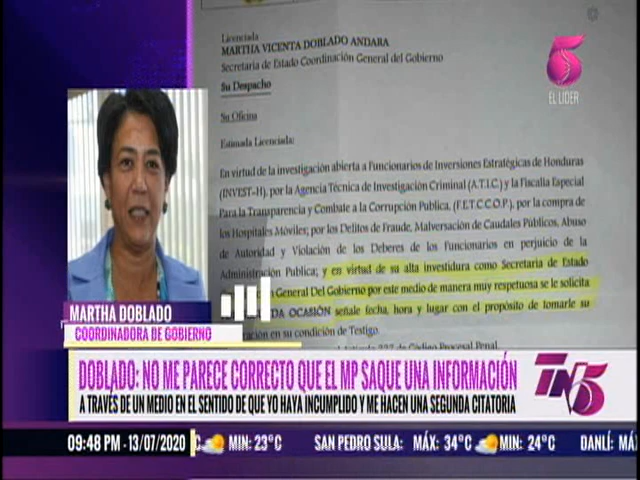 Licenciada
MARTHA VICENTA DOBLADO ANDARA
Secretaria de Estado Coordinación General del Gobierno
Su Despacho
Su Oficina
Estimada Licenciada:
En virtud de la investigación abierta a Funcionarios de Inversiones Estratégicas de Honduras
(INVEST-H), por la Agencia Técnica de Investigación Criminal (A.T.I.C.) y la Fiscalía Especial
Para la Transparencia y Combate a la Corrupción Publica, (F.E.T.C.C.O.P.), por la compra de
los Hospitales Móviles; por los Delitos de Fraude, Malversación de Caudales Públicos, Abuso
de Autoridad y Violación de los Deberes de los Funcionarios en perjuicio de la
Administración Publica; y en virtud de su alta investidura como Secretaria de Estado
General Del Gobierno por este medio de manera muy respetuosa se le solicita
DA OCASIÓN señale fecha, hora y lugar con el propósito de tomarle su
en su condición de Testigo.
Código Procesal Penal
5
EL LIDER
MARTHA DOBLADO
COORDINADORA DE GOBIERNO
DOBLADO: NO ME PARECE CORRECTO QUE EL MP SAQUE UNA INFORMACIÓN
A TRAVÉS DE UN MEDIO EN EL SENTIDO DE QUE YO HAYA INCUMPLIDO Y ME HACEN UNA SEGUNDA CITATORIA
TN5
09:48 PM - 13/07/2020 MIN: 23°C SAN PEDRO SULA: MÁX: 34°C MIN: 24°C DANLÍ: MÁX: